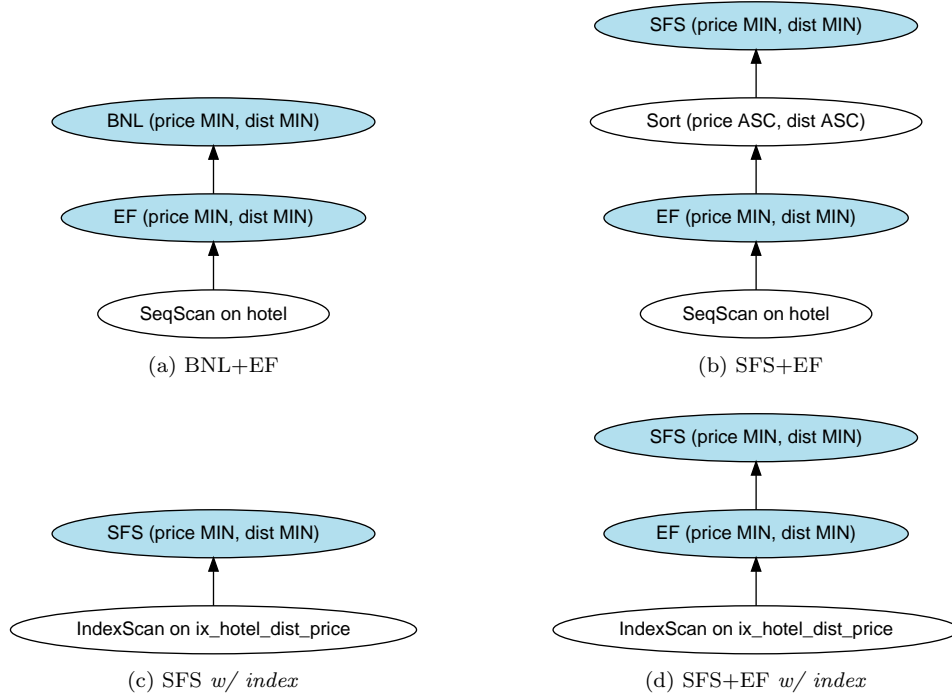 BNL (price MIN, dist MIN)
EF (price MIN, dist MIN)
SeqScan on hotel
(a) BNL+EF
SFS (price MIN, dist MIN)
Sort (price ASC, dist ASC)
EF (price MIN, dist MIN)
SeqScan on hotel
(b) SFS+EF
SFS (price MIN, dist MIN)
IndexScan on ix_hotel_dist_price
(c) SFS w/ index
SFS (price MIN, dist MIN)
EF (price MIN, dist MIN)
IndexScan on ix_hotel_dist_price
(d) SFS+EF w/ index